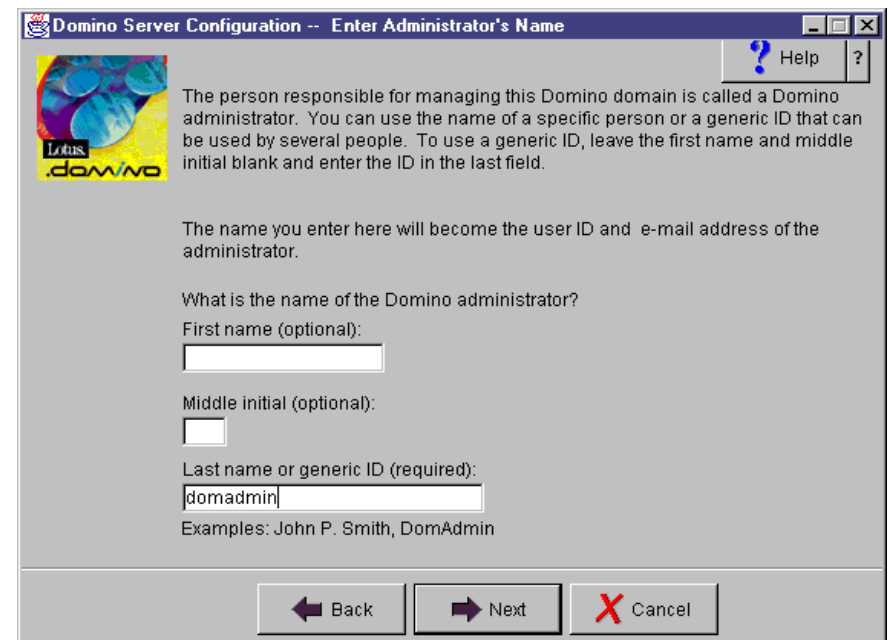 Domino Server Configuration -- Enter Administrator's Name
? Help ?
The person responsible for managing this Domino domain is called a Domino
administrator. You can use the name of a specific person or a generic ID that can
be used by several people. To use a generic ID, leave the first name and middle
initial blank and enter the ID in the last field.
Lotus.
.domino
The name you enter here will become the user ID and e-mail address of the
administrator.
What is the name of the Domino administrator?
First name (optional):
Middle initial (optional):
Last name or generic ID (required):
domadmin
Examples: John P. Smith, DomAdmin
Back
Next
Cancel